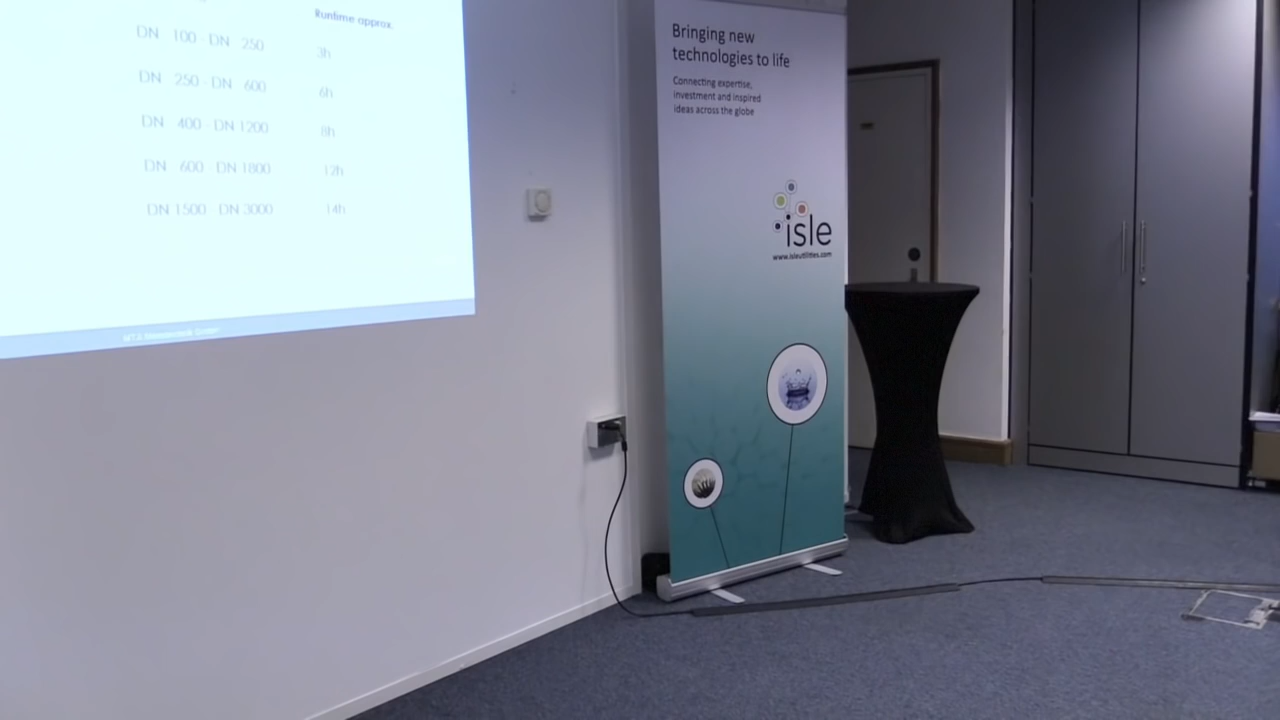 Runtime approx.
DN 100 - DN 250 3h
DN 250 - DN 600 6h
DN 400 - DN 1200 8h
DN 600 DN 1800 12h
DN 1500 DN 3000 14h
Bringing new
technologies to life
Connecting expertise,
investment and inspired
ideas across the globe
isle
www.isleutilities.com